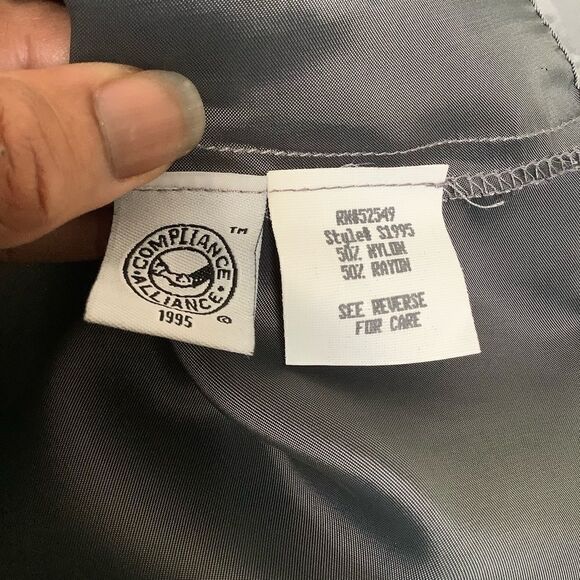 COMPLIANCE
ALLIANCE
TM
1995
©
RN#52549
Style# S1995
50% NYLON
50% RAYON
SEE REVERSE
FOR CARE